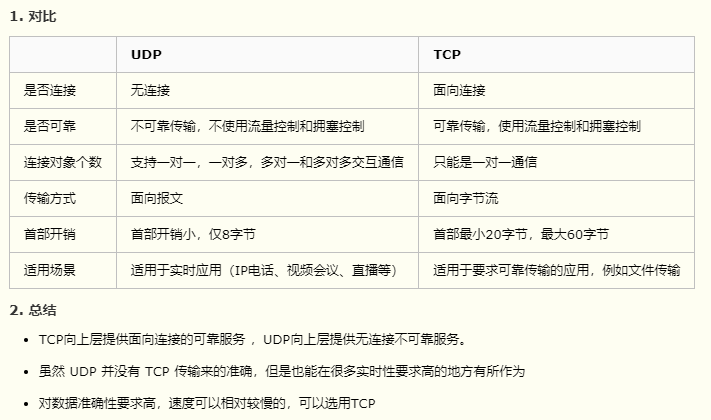 1. 对比
UDP TCP
是否连接 无连接 面向连接
是否可靠 不可靠传输，不使用流量控制和拥塞控制 可靠传输，使用流量控制和拥塞控制
连接对象个数 支持一对一，一对多，多对一和多对多交互通信 只能是一对一通信
传输方式 面向报文 面向字节流
首部开销 首部开销小，仅8字节 首部最小20字节，最大60字节
适用场景 适用于实时应用（IP电话、视频会议、直播等） 适用于要求可靠传输的应用，例如文件传输
2. 总结
• TCP向上层提供面向连接的可靠服务 ，UDP向上层提供无连接不可靠服务。
• 虽然 UDP 并没有 TCP 传输来的准确，但是也能在很多实时性要求高的地方有所作为
• 对数据准确性要求高，速度可以相对较慢的，可以选用TCP